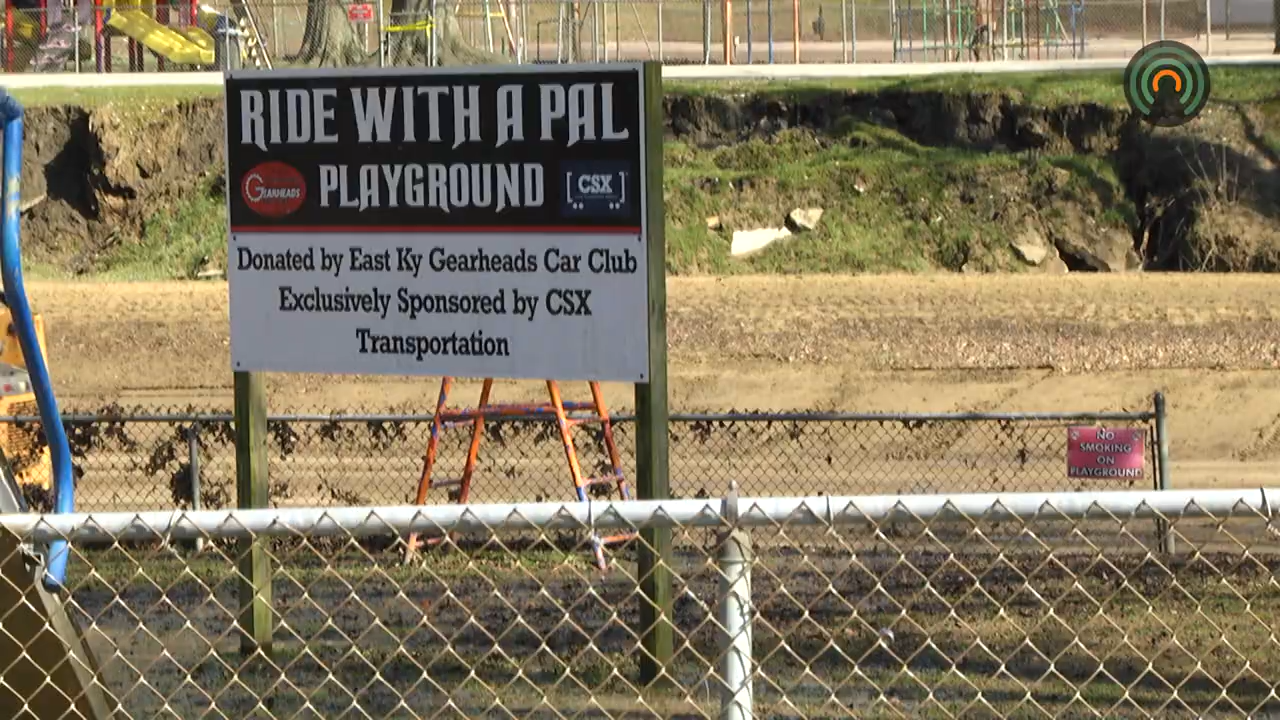 RIDE WITH A PAL
GEARHEADS
PLAYGROUND
CSX
Donated by East Ky Gearheads Car Club
Exclusively Sponsored by CSX
Transportation
NO
SMOKING
ON
PLAYGROUND